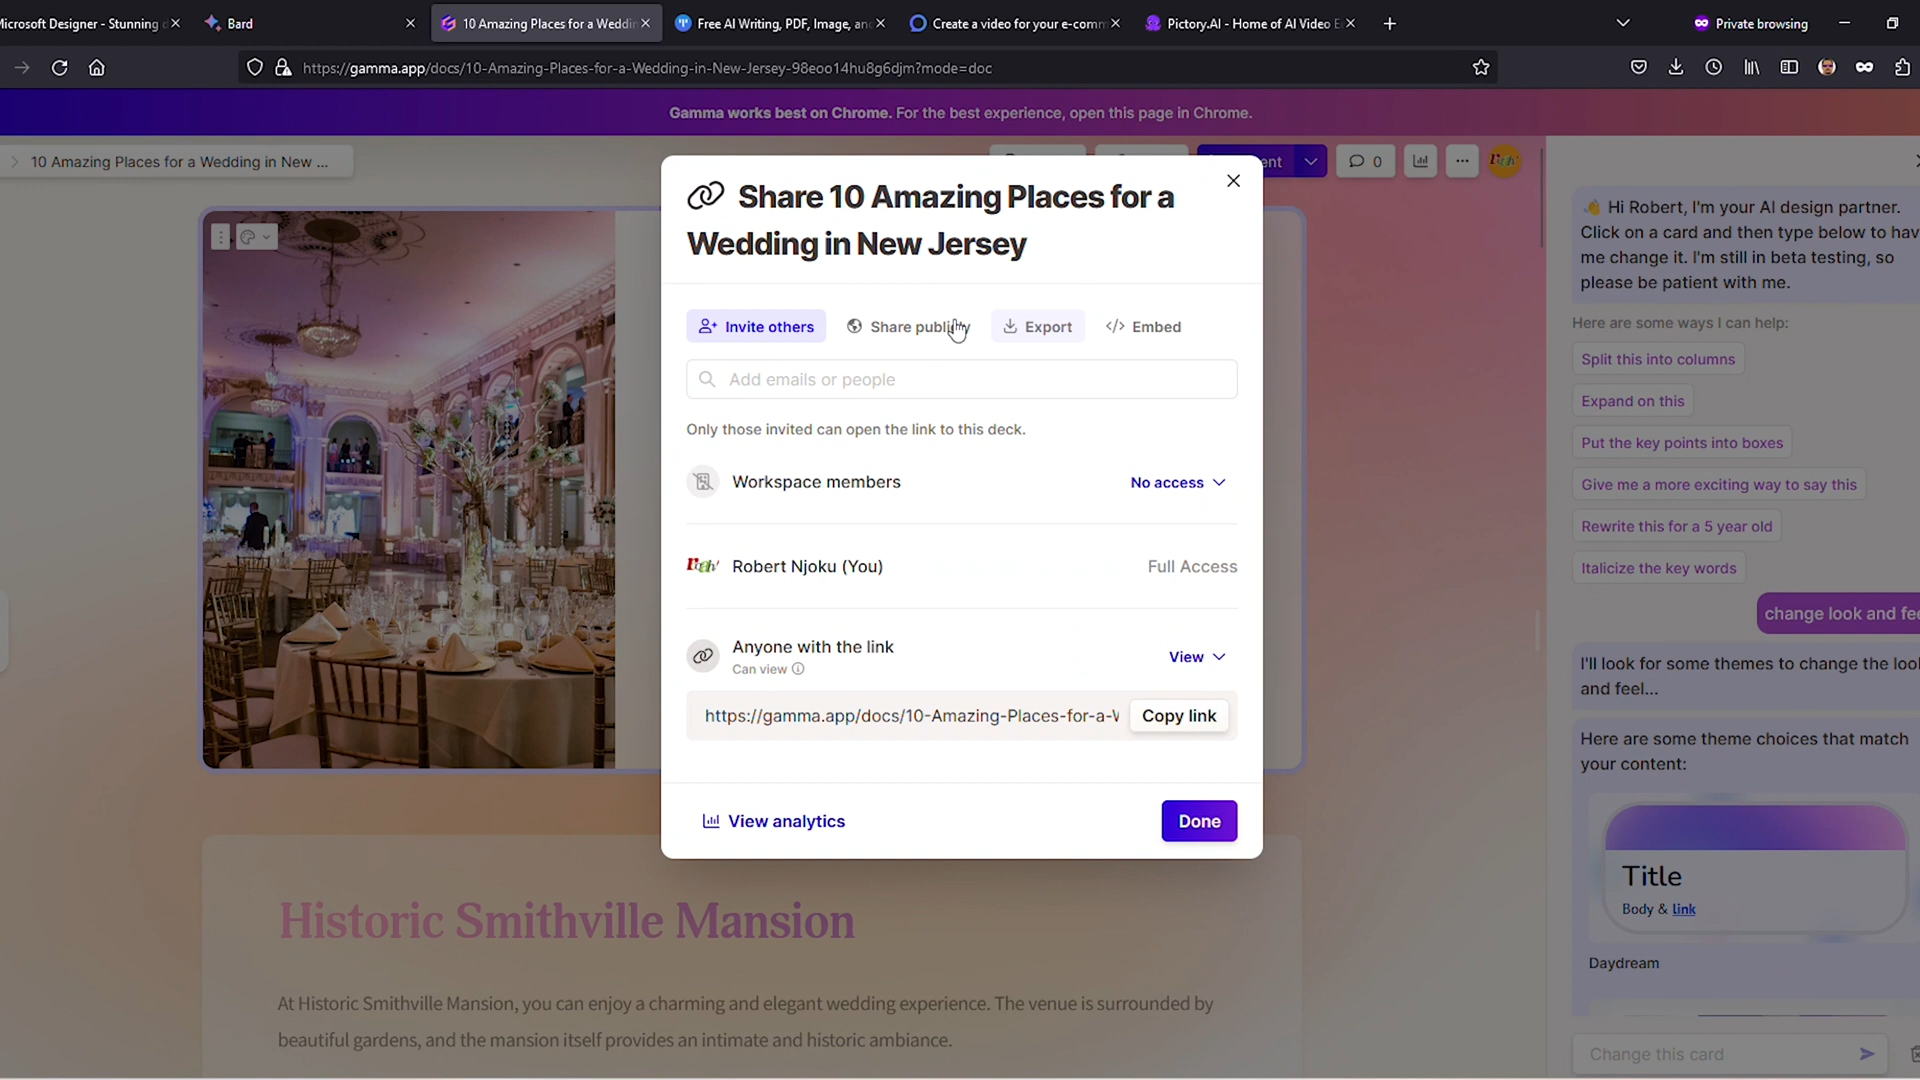 Microsoft Designer - Stunning d
Bard
10 Amazing Places for a Weddin
Free AI Writing, PDF, Image, an
Create a video for your e-comm
Pictory.AI - Home of AI Video E
Private browsing
https://gamma.app/docs/10-Amazing-Places-for-a-Wedding-in-New-Jersey-98eoo14hu8g6djm?mode=doc
Gamma works best on Chrome. For the best experience, open this page in Chrome.
10 Amazing Places for a Wedding in New ...
ent
0
Share 10 Amazing Places for a
Wedding in New Jersey
Invite others
Share publicly
Export
</> Embed
Add emails or people
Only those invited can open the link to this deck.
Workspace members
No access
Robert Njoku (You)
Full Access
Anyone with the link
Can view
View
https://gamma.app/docs/10-Amazing-Places-for-a-W
Copy link
View analytics
Done
Historic Smithville Mansion
At Historic Smithville Mansion, you can enjoy a charming and elegant wedding experience. The venue is surrounded by
beautiful gardens, and the mansion itself provides an intimate and historic ambiance.
👋 Hi Robert, I'm your AI design partner.
Click on a card and then type below to hav
me change it. I'm still in beta testing, so
please be patient with me.
Here are some ways I can help:
Split this into columns
Expand on this
Put the key points into boxes
Give me a more exciting way to say this
Rewrite this for a 5 year old
Italicize the key words
change look and fee
I'll look for some themes to change the look
and feel...
Here are some theme choices that match
your content:
Title
Body & link
Daydream
Change this card